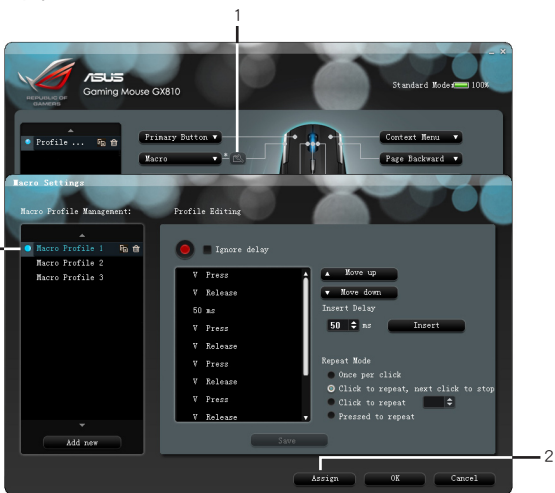 1
ASUS
Gaming Mouse GX810
REPUBLIC OF
GAMERS
Standard Mode: 100%
Profile ...
Primary Button
Context Menu
Macro
Page Backward
Macro Settings
Macro Profile Management:
Profile Editing
Macro Profile 1
Macro Profile 2
Macro Profile 3
Add new
Ignore delay
V Press
V Release
50 ms
V Press
V Release
V Press
V Release
V Press
V Release
Move up
Move down
Insert Delay
50 ms Insert
Repeat Mode
Once per click
Click to repeat, next click to stop
Click to repeat
Pressed to repeat
Save
Assign OK Cancel
2